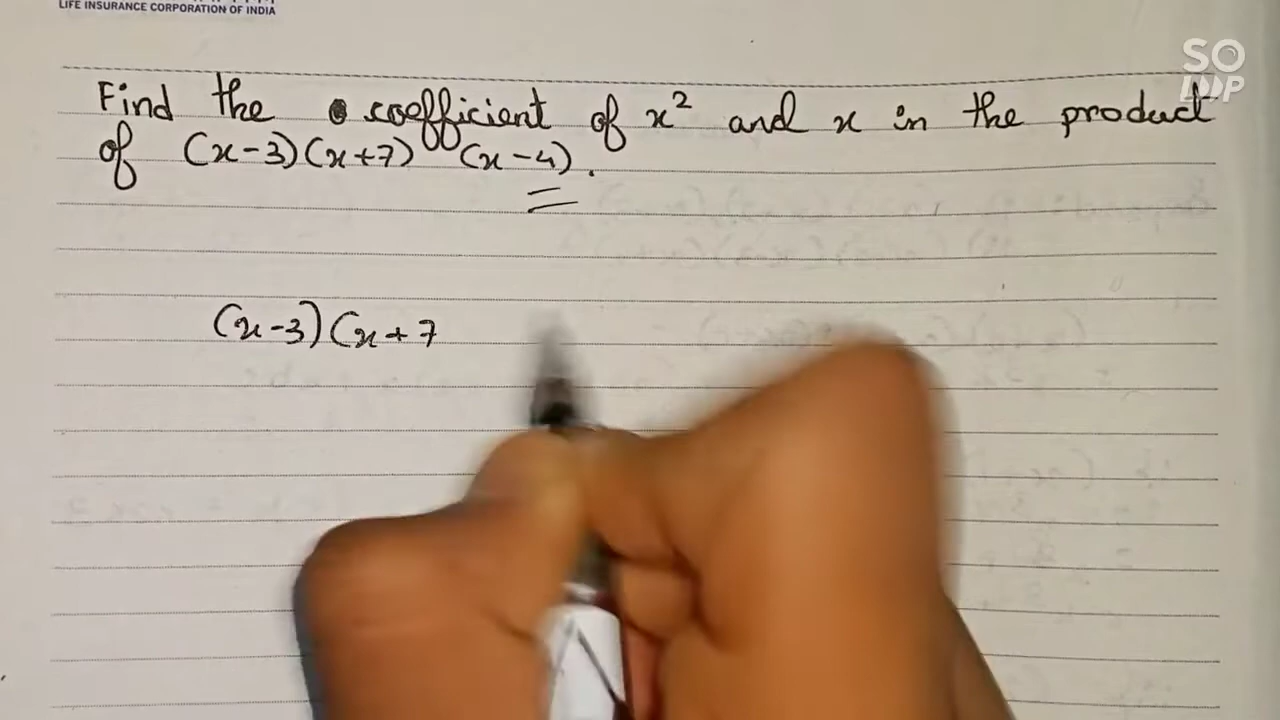 LIFE INSURANCE CORPORATION OF INDIA
SO
UP
Find the coefficient of x² and x in the product
of (x-3)(x+7) (x-4).
(x-3)(x+7